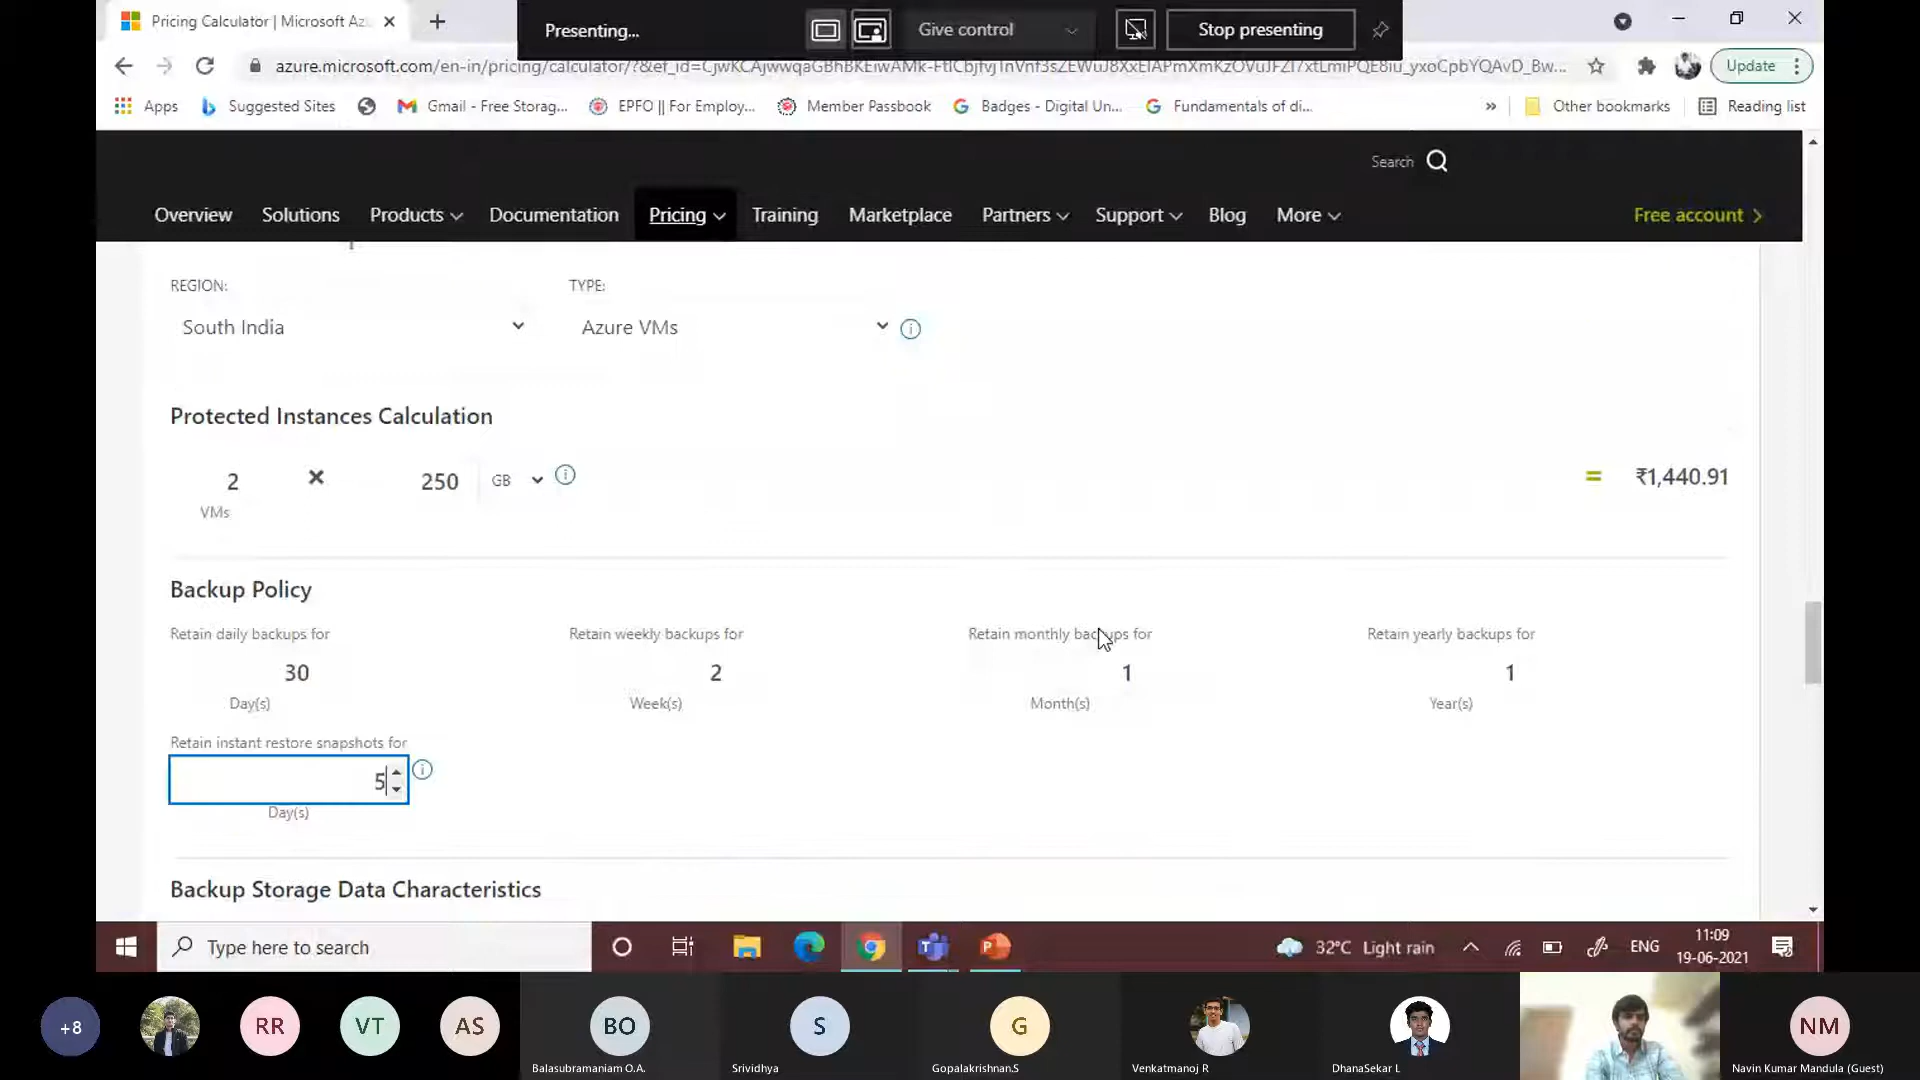 Pricing Calculator | Microsoft Az
Presenting...
Give control
Stop presenting
azure.microsoft.com/en-in/pricing/calculator/?&ef_id=
Update
Apps
Suggested Sites
Gmail - Free Storag...
EPFO || For Employ...
Member Passbook
Badges - Digital Un...
Fundamentals of di...
»
Other bookmarks
Reading list
Search
Overview
Solutions
Products
Documentation
Pricing
Training
Marketplace
Partners
Support
Blog
More
Free account
REGION:
TYPE:
South India
Azure VMs
Protected Instances Calculation
2
×
250
GB
=
₹1,440.91
VMs
Backup Policy
Retain daily backups for
Retain weekly backups for
Retain monthly backups for
Retain yearly backups for
30
2
1
1
Day(s)
Week(s)
Month(s)
Year(s)
Retain instant restore snapshots for
5
Day(s)
Backup Storage Data Characteristics
Type here to search
32°C Light rain
ENG
11:09
19-06-2021
+8
RR
VT
AS
BO
S
G
NM
Balasubramaniam O.A.
Srividhya
Gopalakrishnan.S
Venkatmanoj R
DhanaSekar L
Navin Kumar Mandula (Guest)